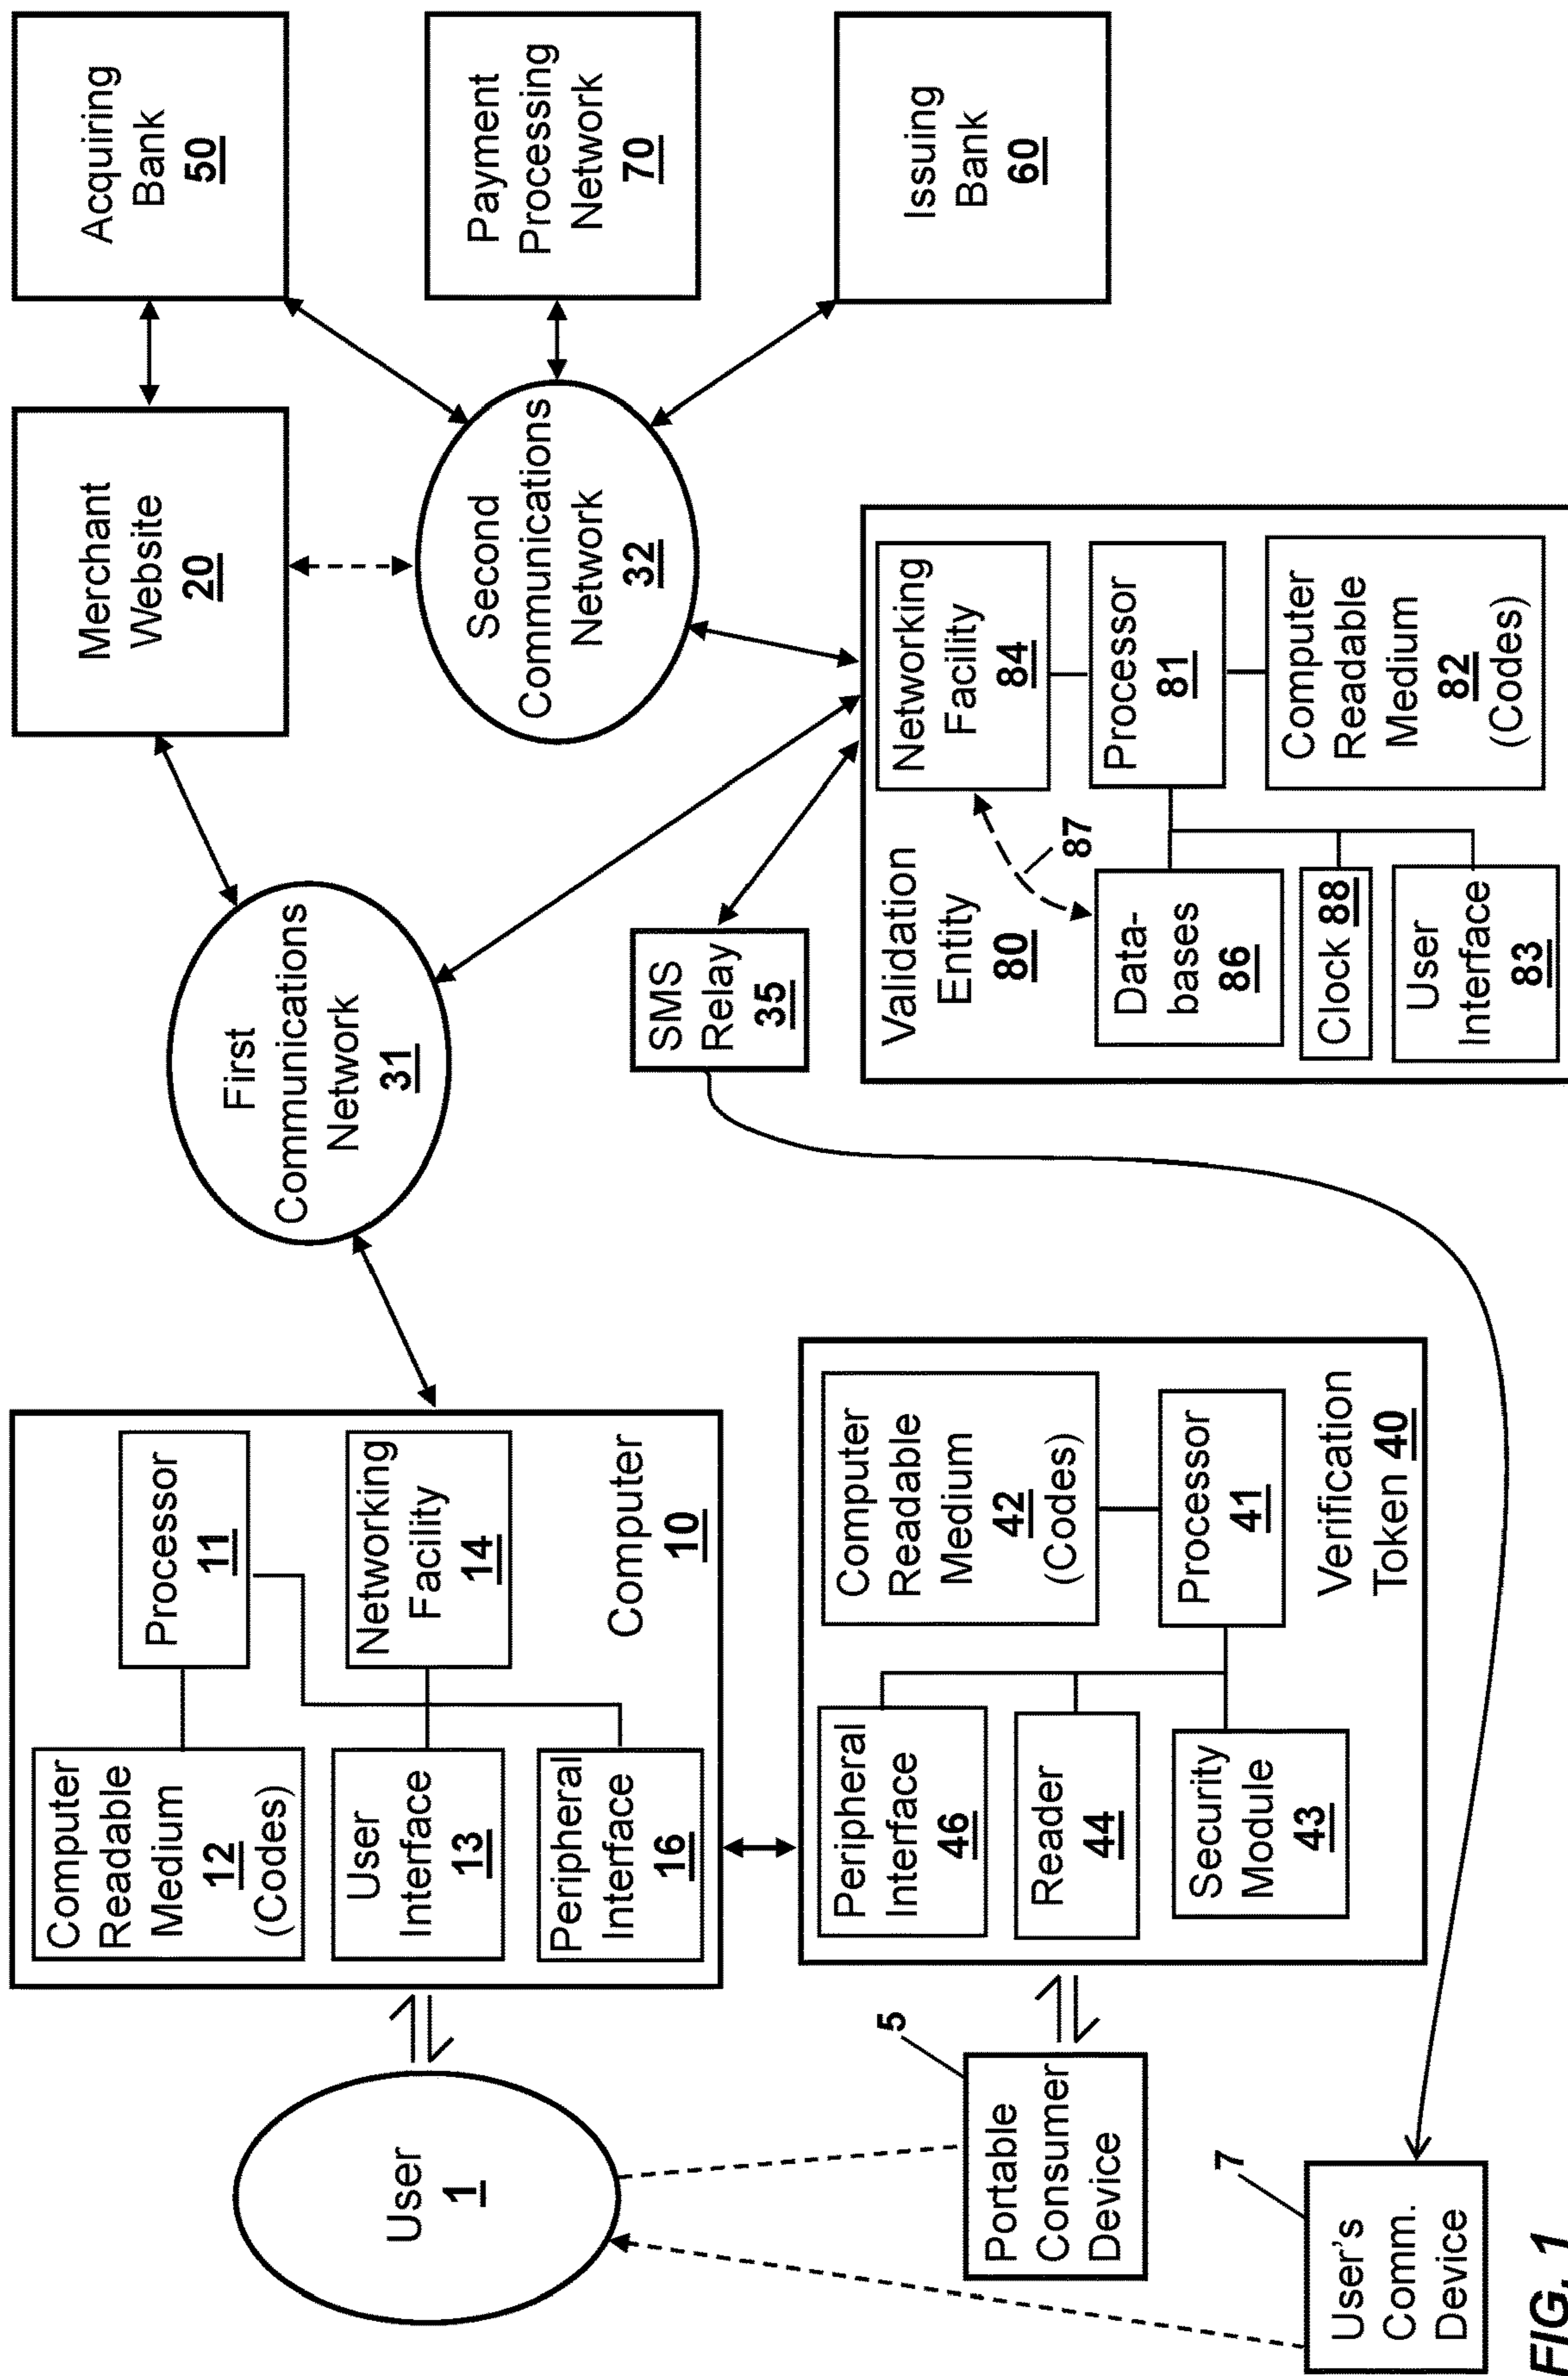 User
1
Computer
Readable
Medium
12
(Codes)
Processor
11
User
Interface
13
Networking
Facility
14
Peripheral
Interface
16
Computer
10
First
Communications
Network
31
Merchant
Website
20
Acquiring
Bank
50
Second
Communications
Network
32
Payment
Processing
Network
70
Issuing
Bank
60
SMS
Relay
35
Validation
Entity
80
Networking
Facility
84
87
Processor
81
Data-
bases
86
Clock 88
User
Interface
83
Computer
Readable
Medium
82
(Codes)
Peripheral
Interface
46
Reader
44
Security
Module
43
Computer
Readable
Medium
42
(Codes)
Processor
41
Verification
Token 40
5
Portable
Consumer
Device
7
User's
Comm.
Device
FIG. 1